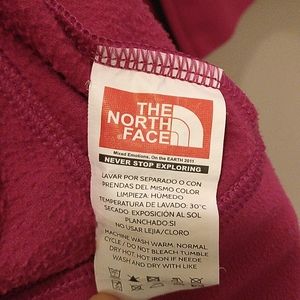 THE
NORTH
FACE
Mixed Emotions. On the EARTH 2011
NEVER STOP EXPLORING
LAVAR POR SEPARADO O CON
PRENDAS DEL MISMO COLOR
LIMPIEZA: HÚMEDO
TEMPERATURA DE LAVADO: 30°C
SECADO: EXPOSICIÓN AL SOL
PLANCHADO:SI
NO USAR LEJIA/CLORO
MACHINE WASH WARM, NORMAL
CYCLE / DO NOT BLEACH TUMBLE
DRY HOT, HOT IRON IF NEEDED
WASH AND DRY WITH LIKE